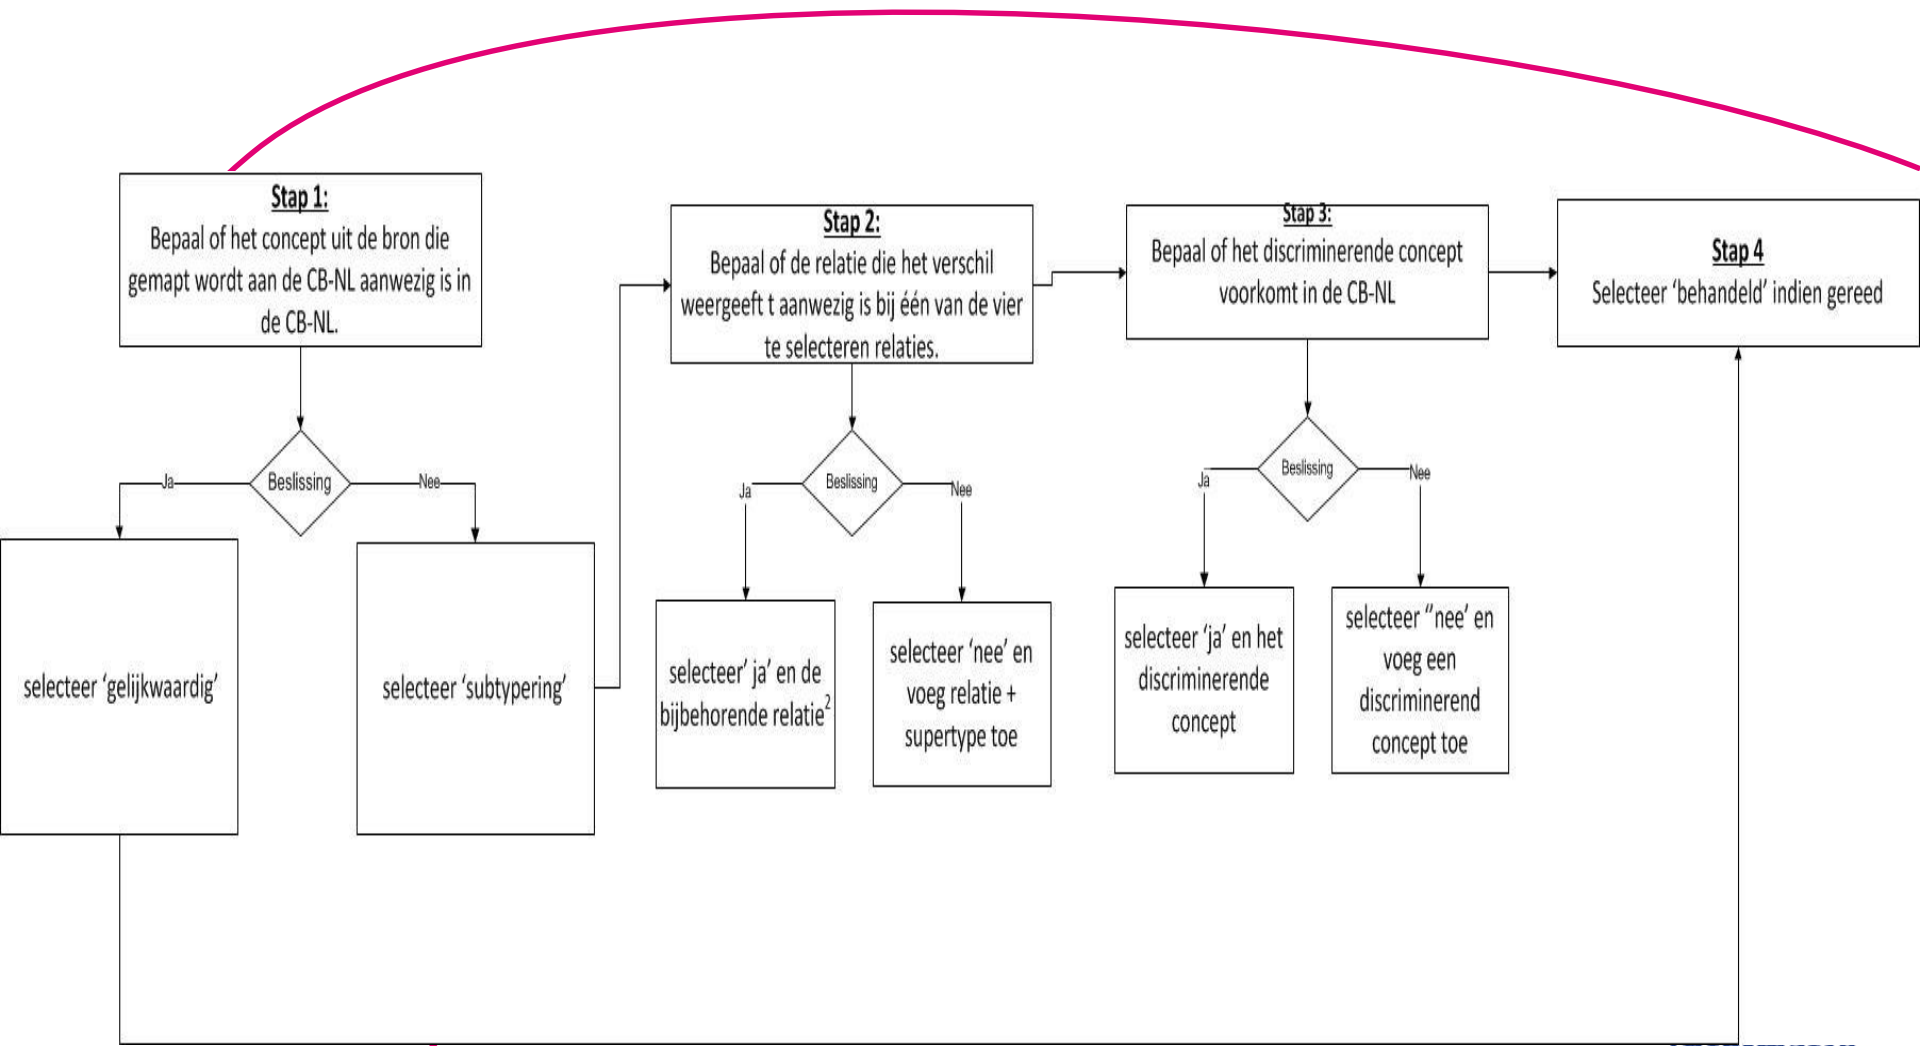 Stap 1:
Bepaal of het concept uit de bron die
gemapt wordt aan de CB-NL aanwezig is in
de CB-NL.
Stap 2:
Bepaal of de relatie die het verschil
weergeeft t aanwezig is bij één van de vier
te selecteren relaties.
Stap 3:
Bepaal of het discriminerende concept
voorkomt in de CB-NL
Stap 4
Selecteer ‘behandeld’ indien gereed
Ja
Beslissing
Nee
Ja
Beslissing
Nee
Ja
Beslissing
Nee
selecteer ‘gelijkwaardig’
selecteer ‘subtypering’
selecteer’ ja’ en de
bijbehorende relatie2
selecteer ‘nee’ en
voeg relatie +
supertype toe
selecteer ‘ja’ en het
discriminerende
concept
selecteer ‘’nee’ en
voeg een
discriminerend
concept toe